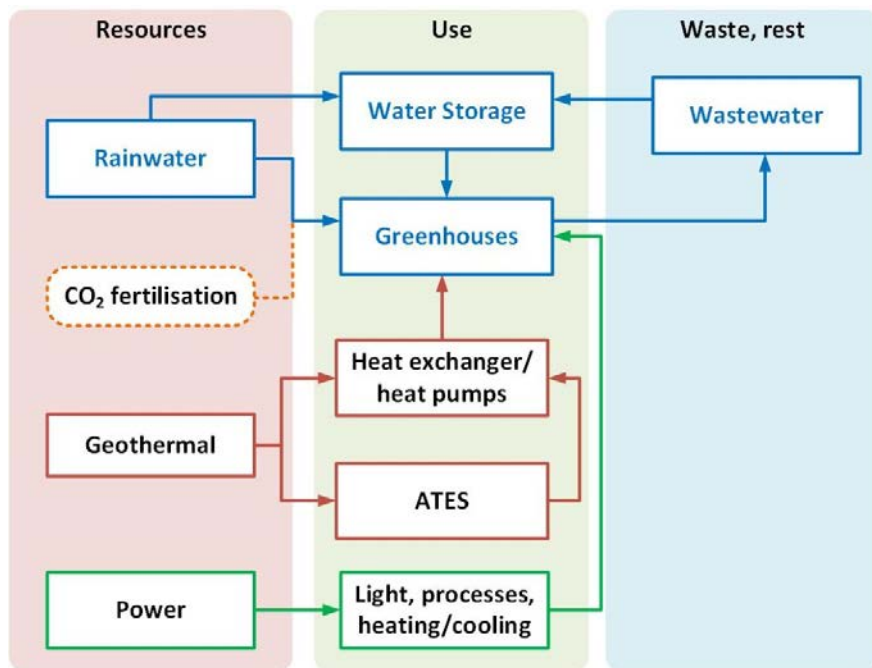 Resources
Use
Waste, rest
Rainwater
Water Storage
Wastewater
Greenhouses
CO₂ fertilisation
Heat exchanger/
heat pumps
Geothermal
ATES
Power
Light, processes,
heating/cooling